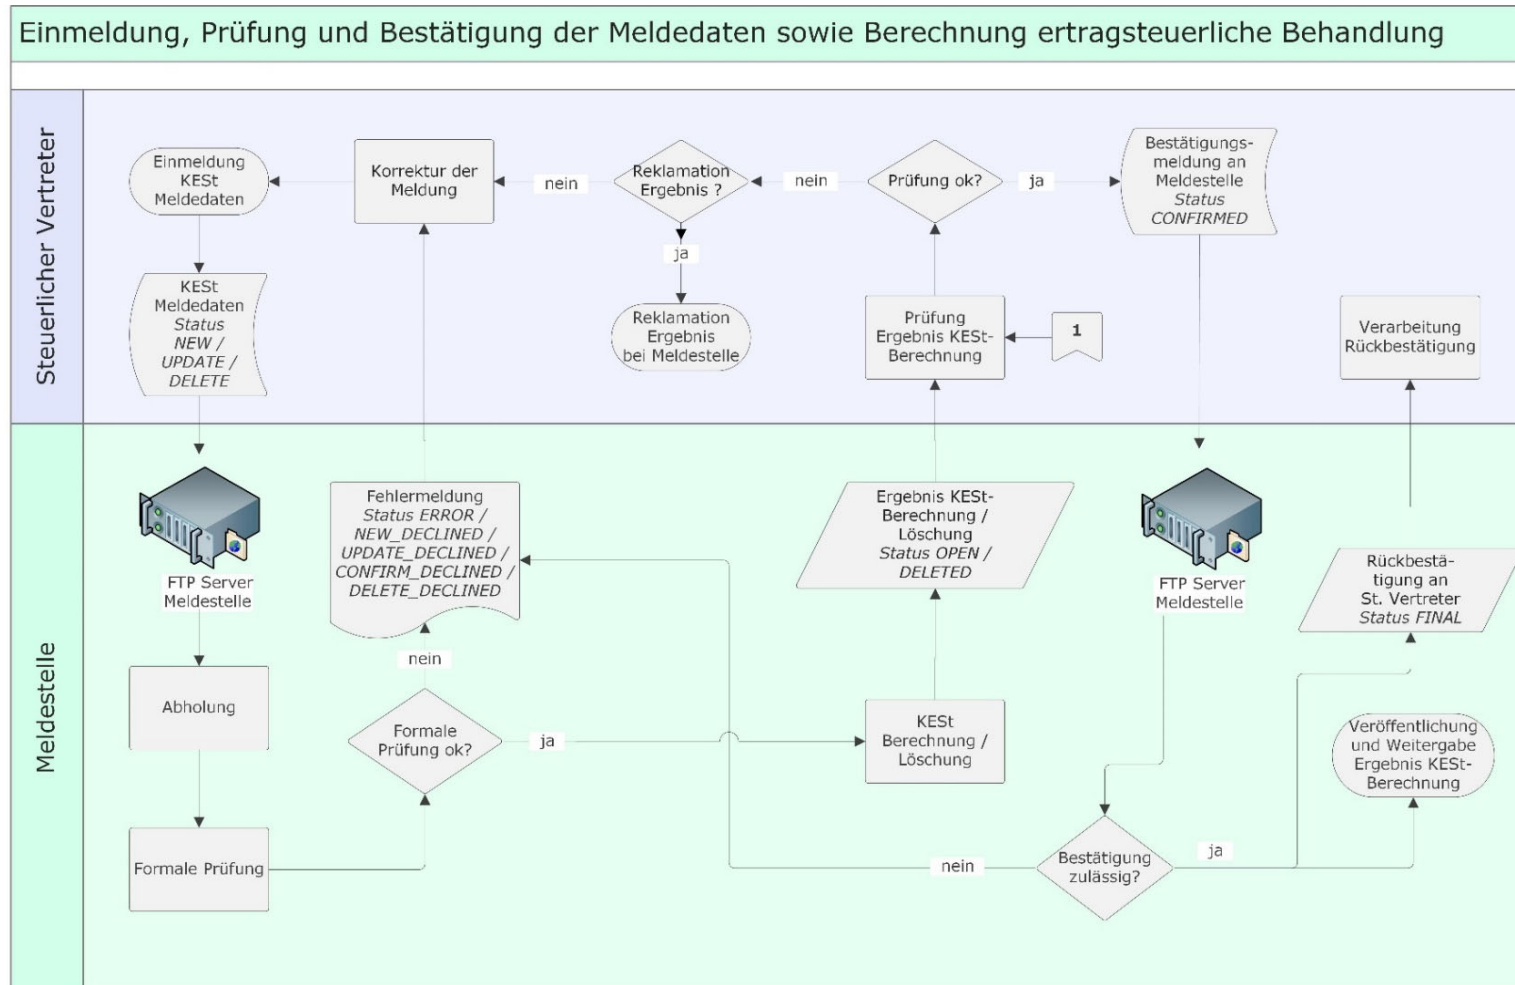 Einmeldung, Prüfung und Bestätigung der Meldedaten sowie Berechnung ertragsteuerliche Behandlung
Steuerlicher Vertreter
Einmeldung
KESt
Meldedaten
Korrektur der
Meldung
nein
Reklamation
Ergebnis ?
nein
Prüfung ok?
ja
Bestätigungs-
meldung an
Meldestelle
Status
CONFIRMED
ja
KESt
Meldedaten
Status
NEW /
UPDATE /
DELETE
Reklamation
Ergebnis
bei Meldestelle
Prüfung
Ergebnis KESt-
Berechnung
1
Verarbeitung
Rückbestätigung
Meldestelle
FTP Server
Meldestelle
Fehlermeldung
Status ERROR /
NEW_DECLINED /
UPDATE_DECLINED /
CONFIRM_DECLINED /
DELETE_DECLINED
Ergebnis KESt-
Berechnung /
Löschung
Status OPEN /
DELETED
FTP Server
Meldestelle
Rückbestä-
tigung an
St. Vertreter
Status FINAL
nein
Abholung
Formale
Prüfung ok?
ja
KESt
Berechnung /
Löschung
Veröffentlichung
und Weitergabe
Ergebnis KESt-
Berechnung
Formale Prüfung
nein
Bestätigung
zulässig?
ja